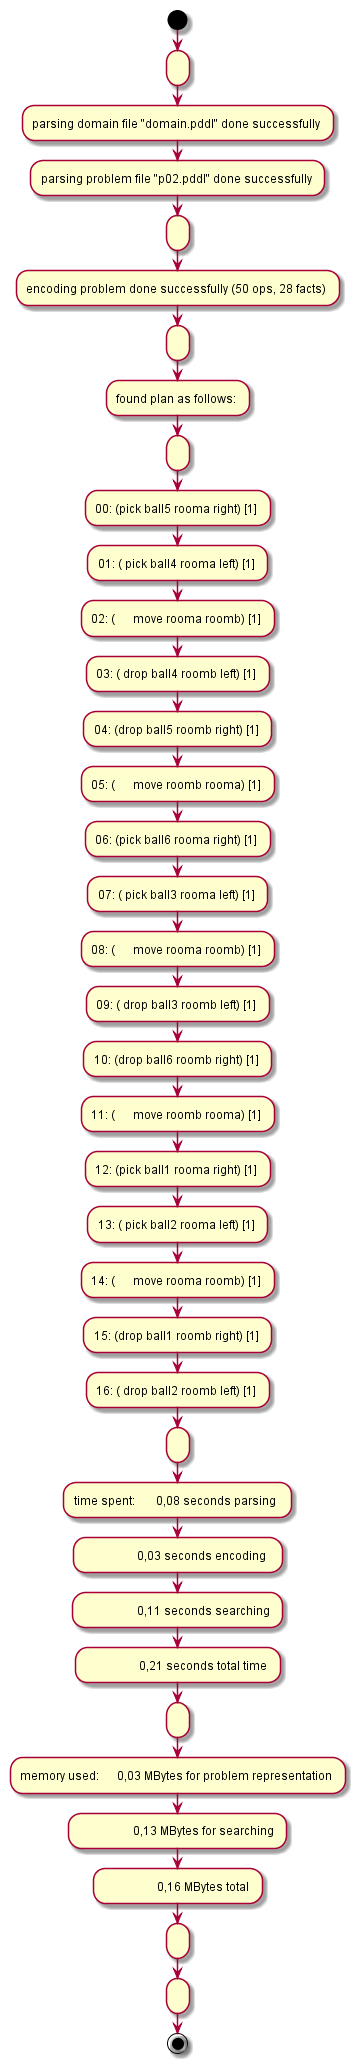 parsing domain file "domain.pddl" done successfully
parsing problem file "p02.pddl" done successfully
encoding problem done successfully (50 ops, 28 facts)
found plan as follows:
00: (pick ball5 rooma right) [1]
01: ( pick ball4 rooma left) [1]
02: (      move rooma roomb) [1]
03: ( drop ball4 roomb left) [1]
04: (drop ball5 roomb right) [1]
05: (      move roomb rooma) [1]
06: (pick ball6 rooma right) [1]
07: ( pick ball3 rooma left) [1]
08: (      move rooma roomb) [1]
09: ( drop ball3 roomb left) [1]
10: (drop ball6 roomb right) [1]
11: (      move roomb rooma) [1]
12: (pick ball1 rooma right) [1]
13: ( pick ball2 rooma left) [1]
14: (      move rooma roomb) [1]
15: (drop ball1 roomb right) [1]
16: ( drop ball2 roomb left) [1]
time spent:       0,08 seconds parsing
0,03 seconds encoding
0,11 seconds searching
0,21 seconds total time
memory used:      0,03 MBytes for problem representation
0,13 MBytes for searching
0,16 MBytes total